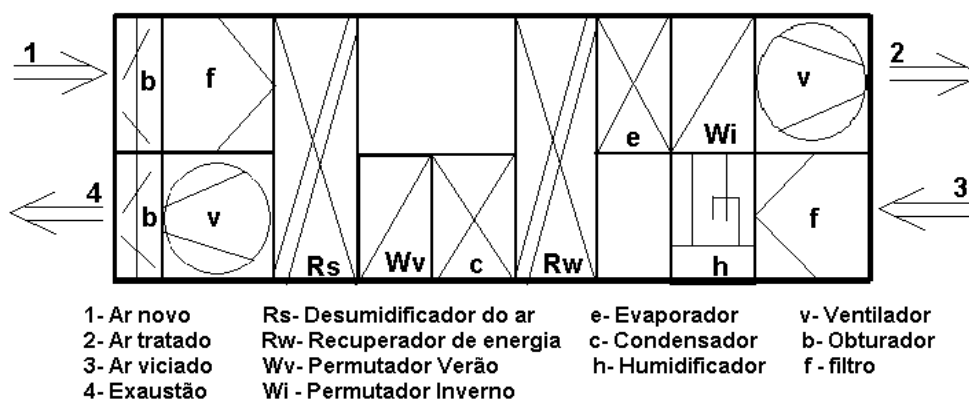 1
b
f
e
Wi
v
2
4
b
v
Rs
Wv
c
Rw
h
f
3
1- Ar novo
2- Ar tratado
3- Ar viciado
4- Exaustão
Rs- Desumidificador do ar
Rw- Recuperador de energia
Wv- Permutador Verão
Wi - Permutador Inverno
e- Evaporador
c- Condensador
h- Humidificador
v- Ventilador
b- Obturador
f - filtro